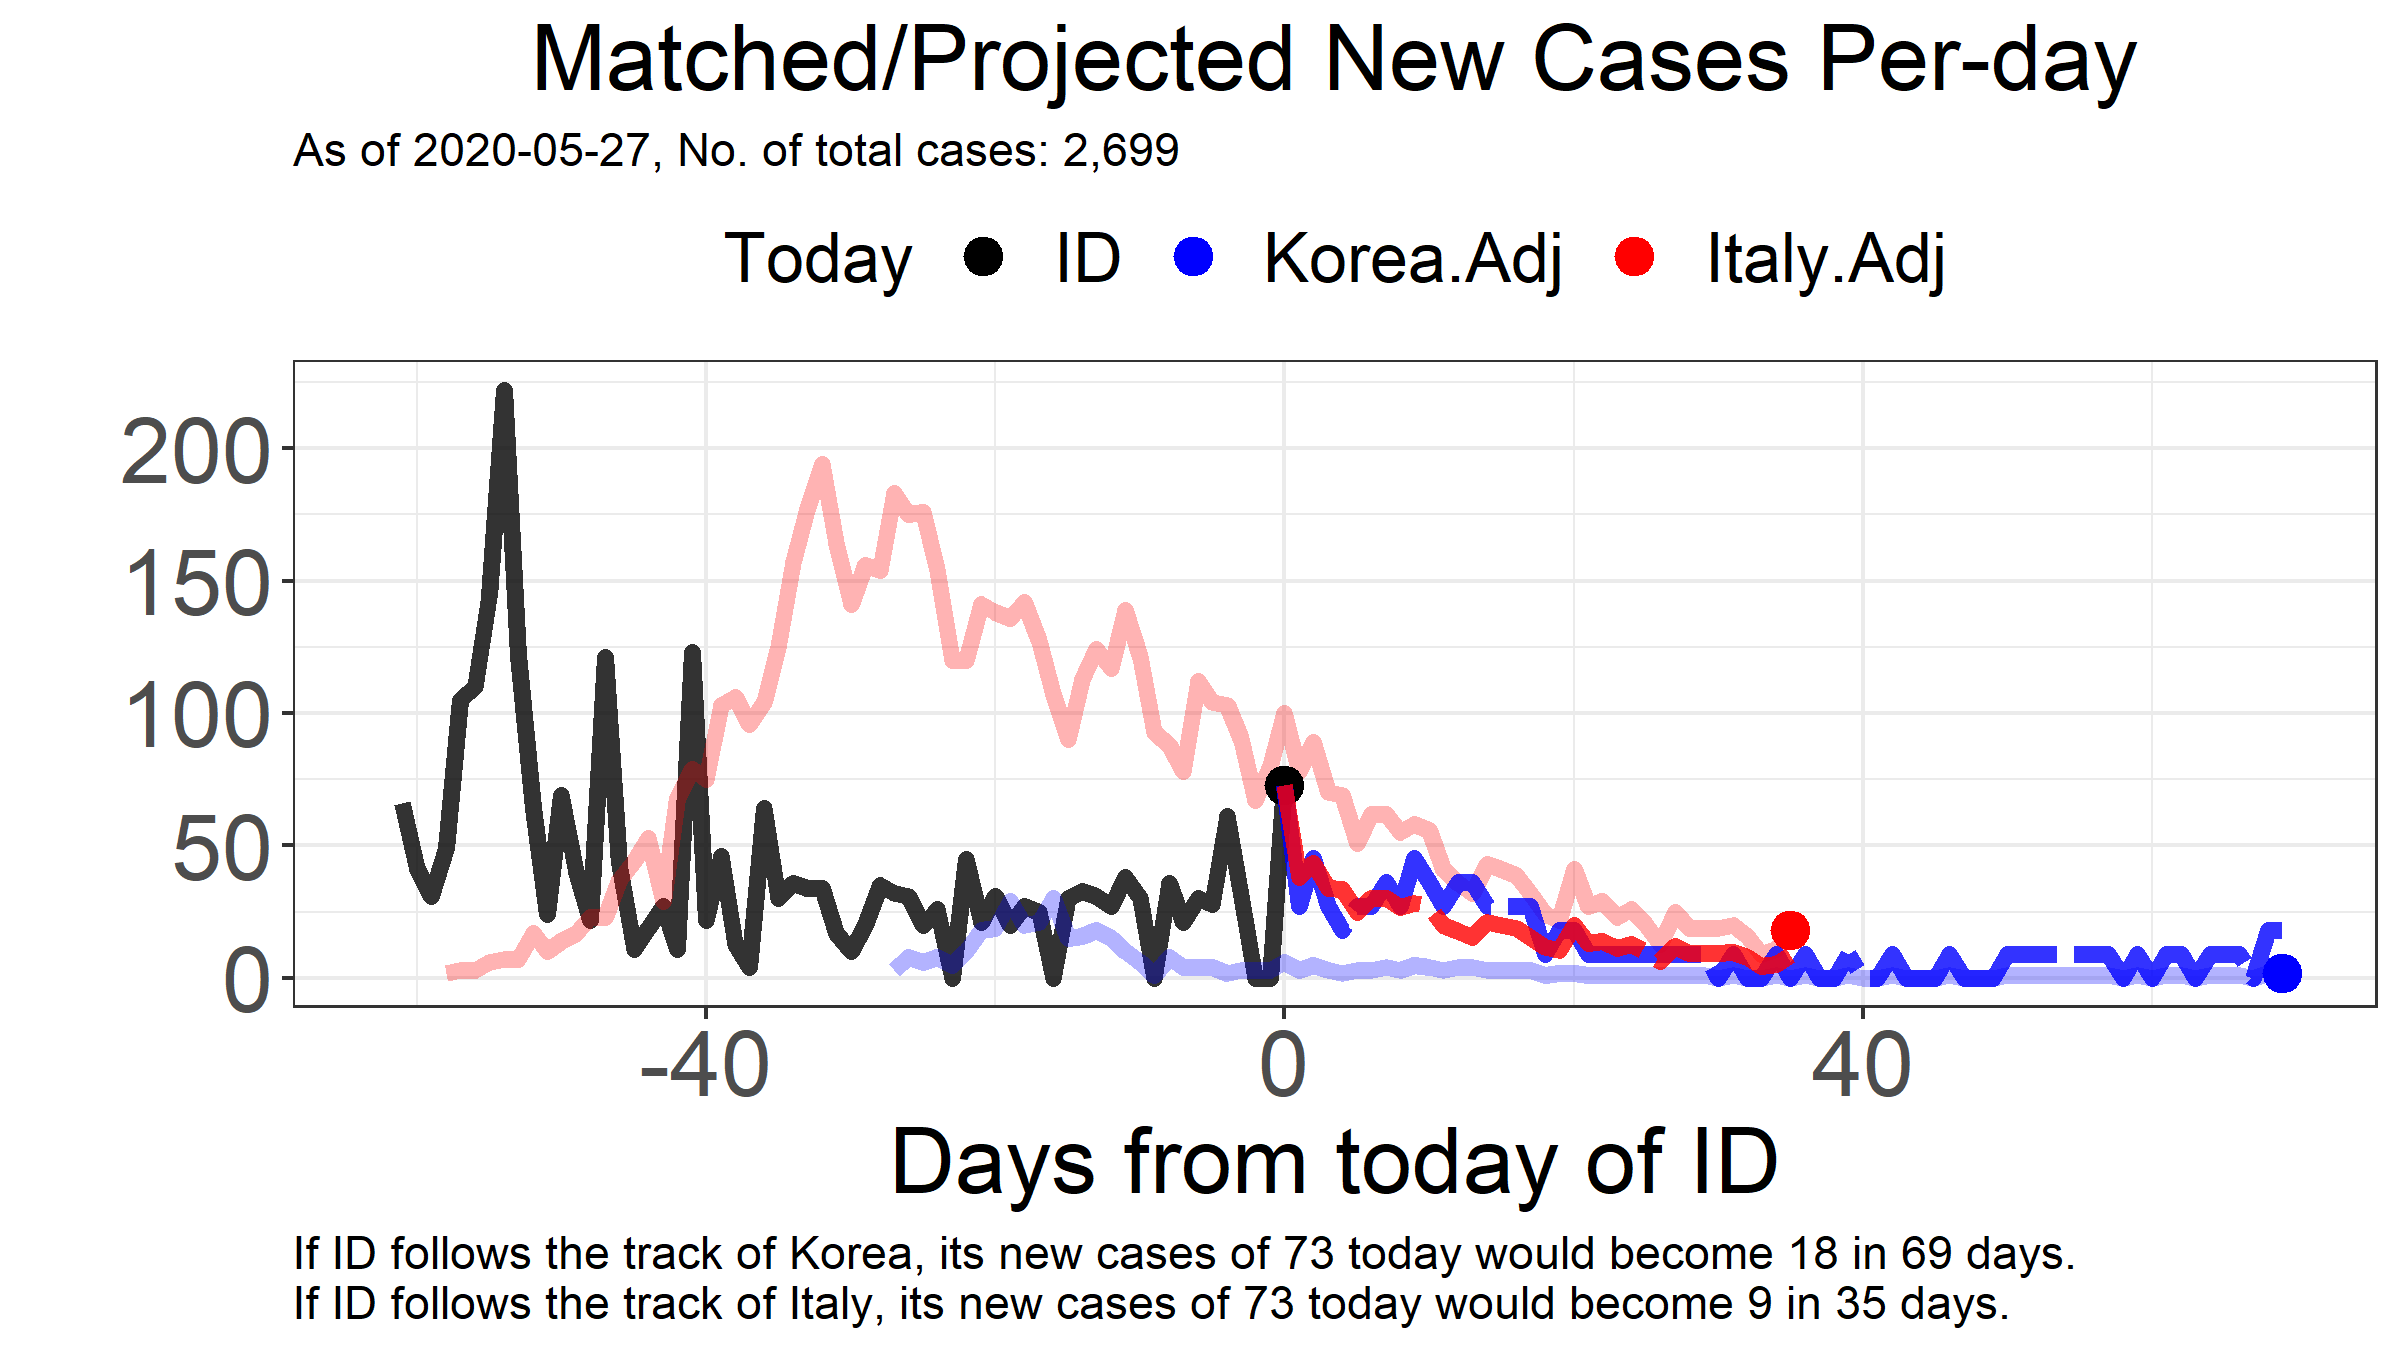 Matched/Projected New Cases Per-day
As of 2020-05-27, No. of total cases: 2,699
Today ID Korea.Adj Italy.Adj
200
150
100
50
0
-40 0 40
Days from today of ID
If ID follows the track of Korea, its new cases of 73 today would become 18 in 69 days.
If ID follows the track of Italy, its new cases of 73 today would become 9 in 35 days.